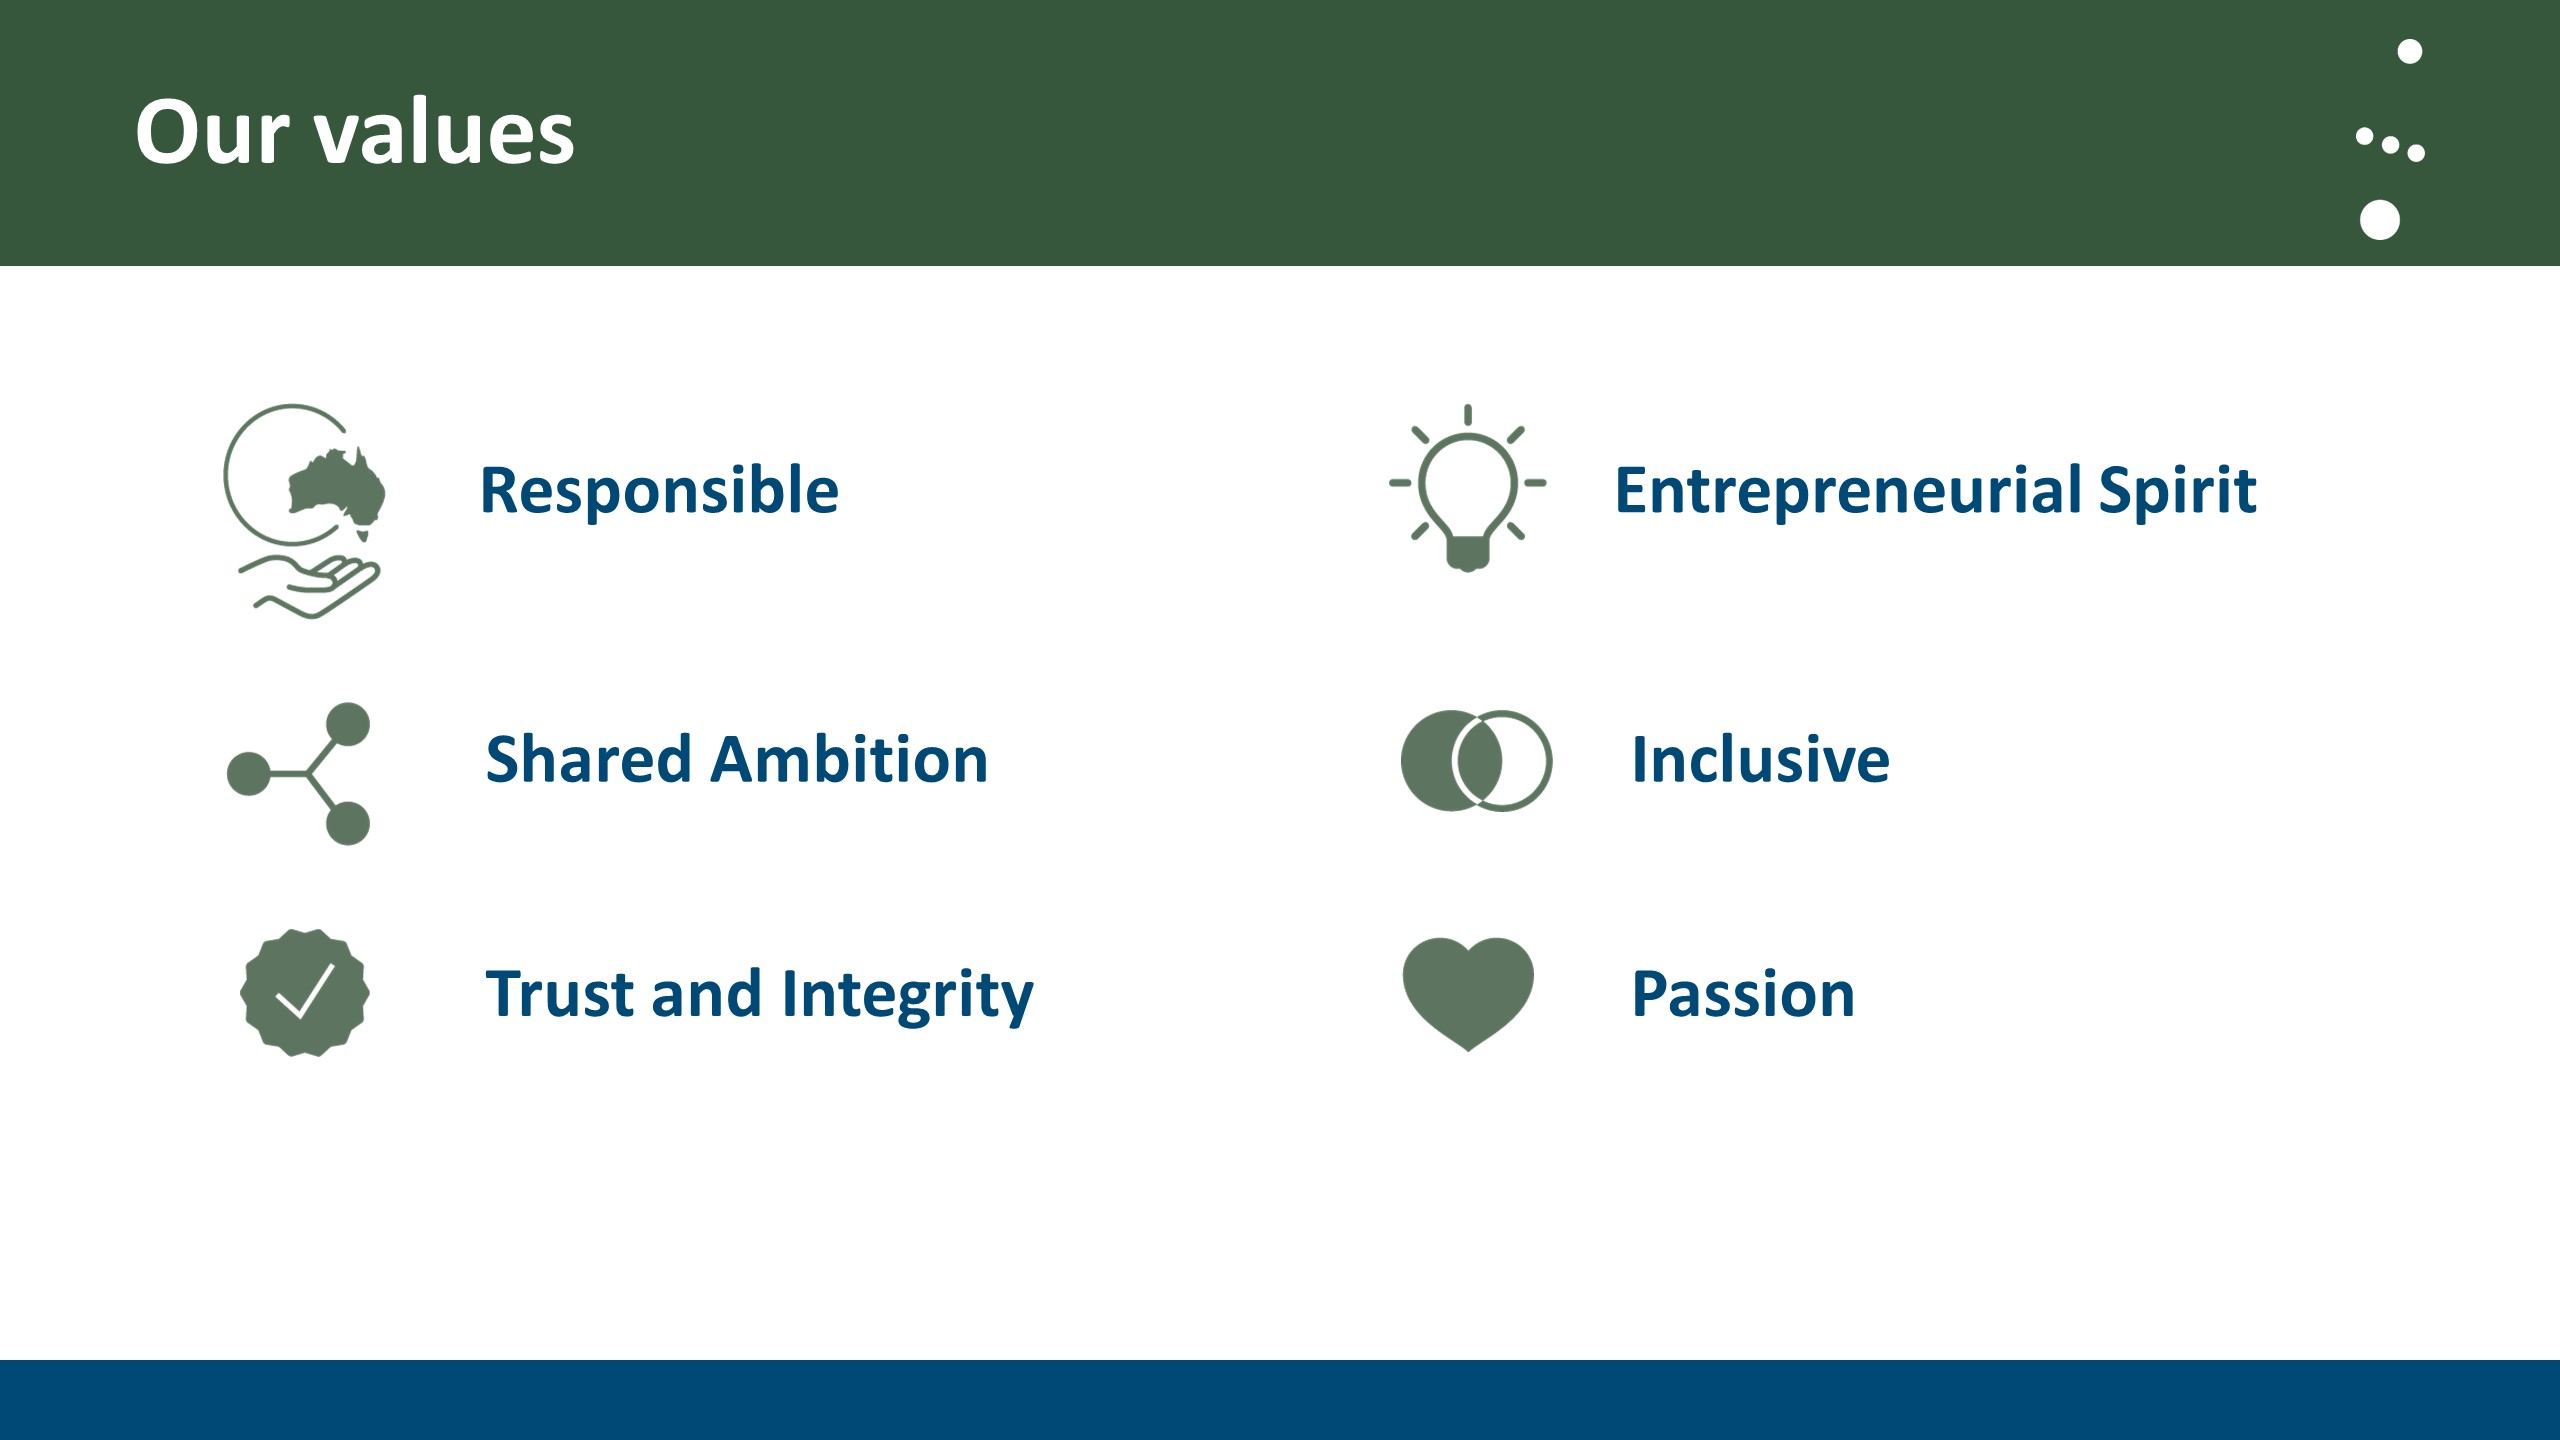 Our values
Responsible
Entrepreneurial Spirit
Shared Ambition
Inclusive
Trust and Integrity
Passion